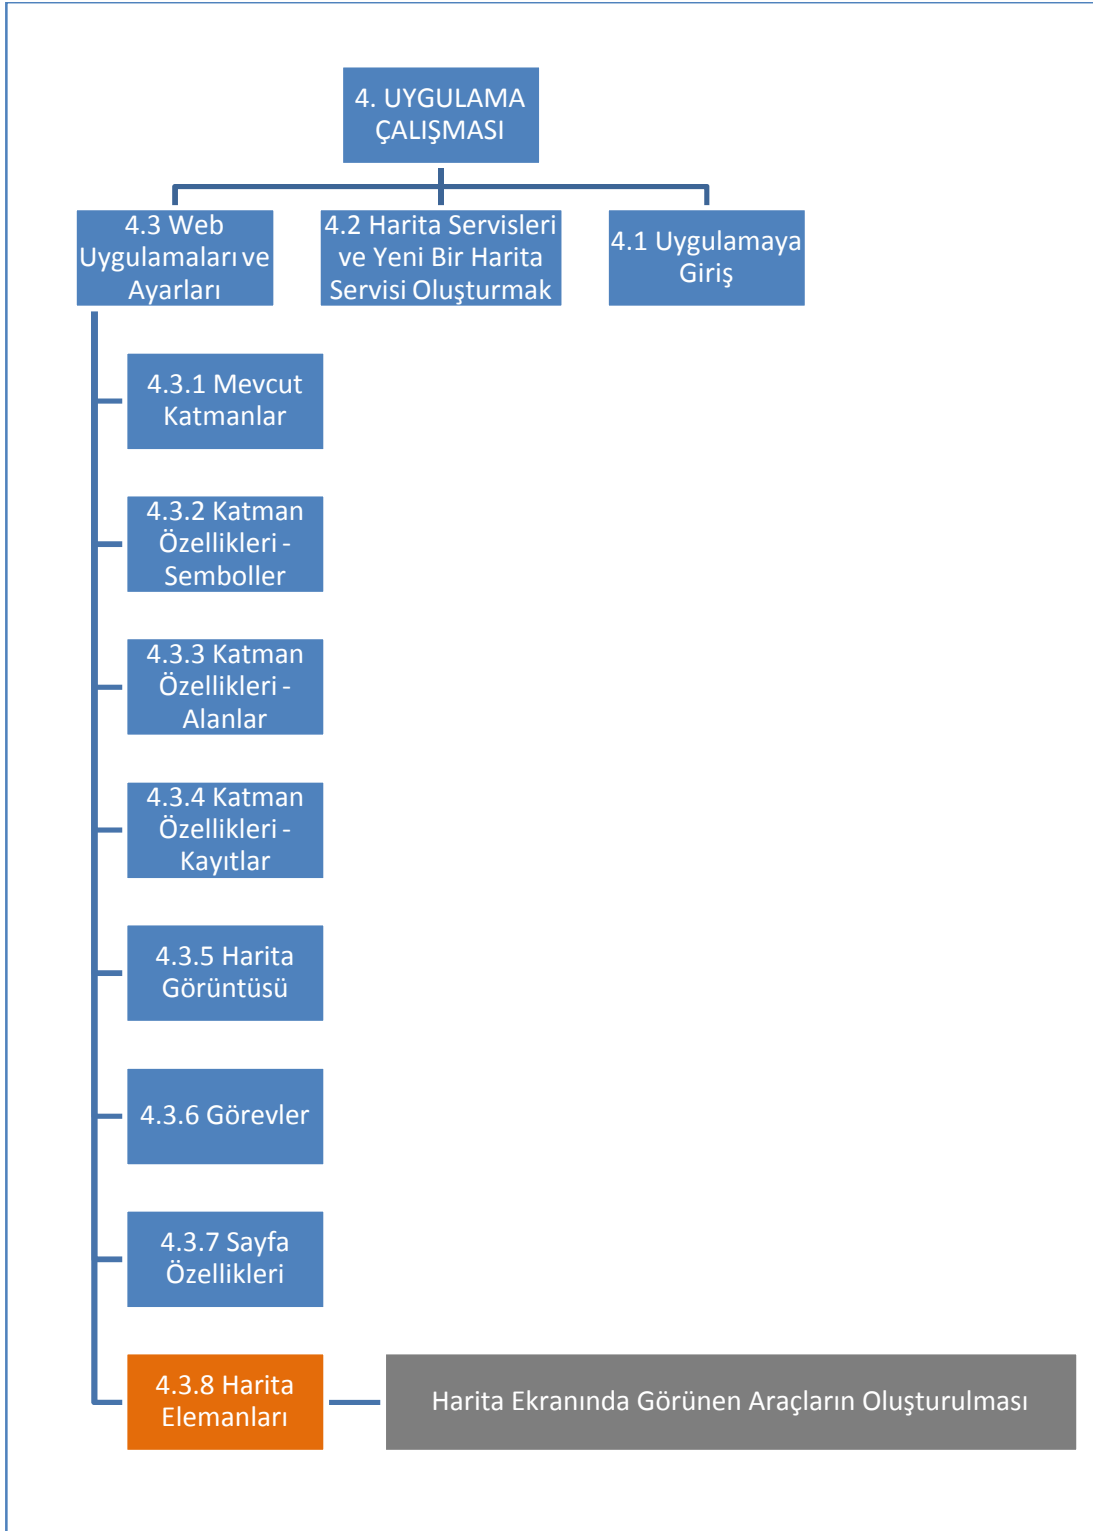 4. UYGULAMA
ÇALIŞMASI
4.3 Web
Uygulamaları ve
Ayarları
4.2 Harita Servisleri
ve Yeni Bir Harita
Servisi Oluşturmak
4.1 Uygulamaya
Giriş
4.3.1 Mevcut
Katmanlar
4.3.2 Katman
Özellikleri -
Semboller
4.3.3 Katman
Özellikleri -
Alanlar
4.3.4 Katman
Özellikleri -
Kayıtlar
4.3.5 Harita
Görüntüsü
4.3.6 Görevler
4.3.7 Sayfa
Özellikleri
4.3.8 Harita
Elemanları
Harita Ekranında Görünen Araçların Oluşturulması